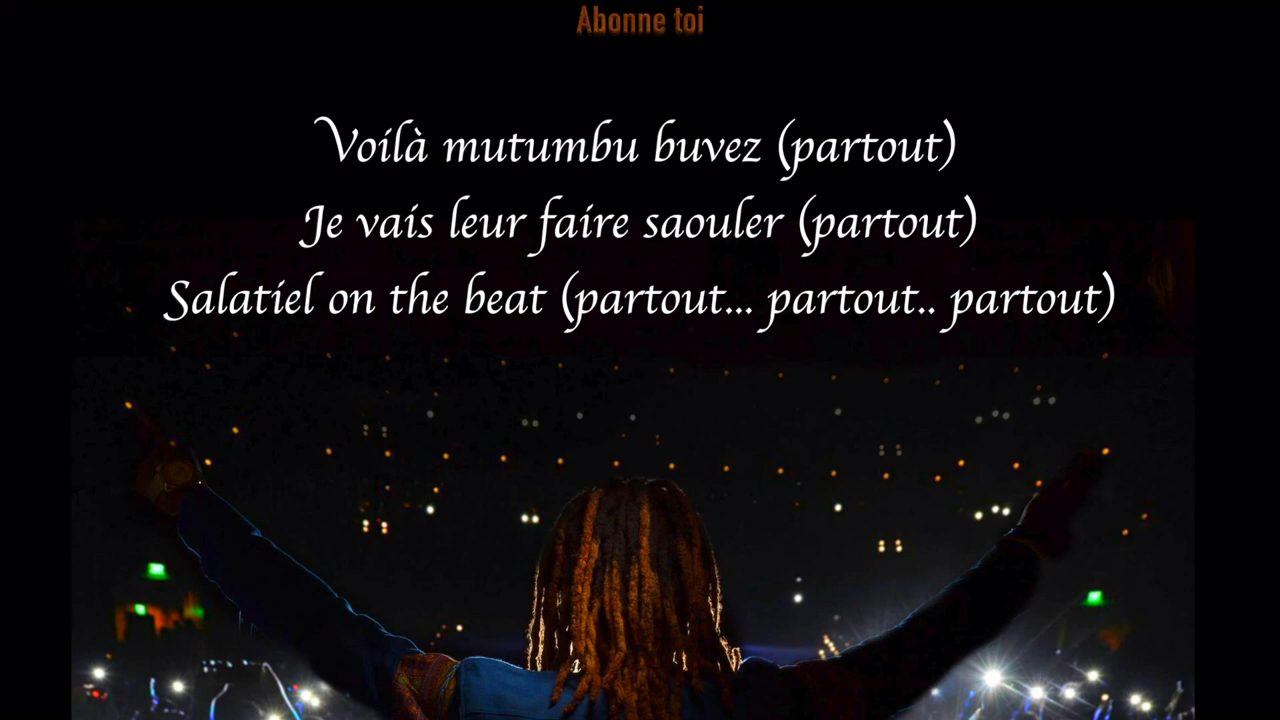 Abonne toi
Voilà mutumbu buvez (partout)
Je vais leur faire saouler (partout)
Salatiel on the beat (partout... partout.. partout)